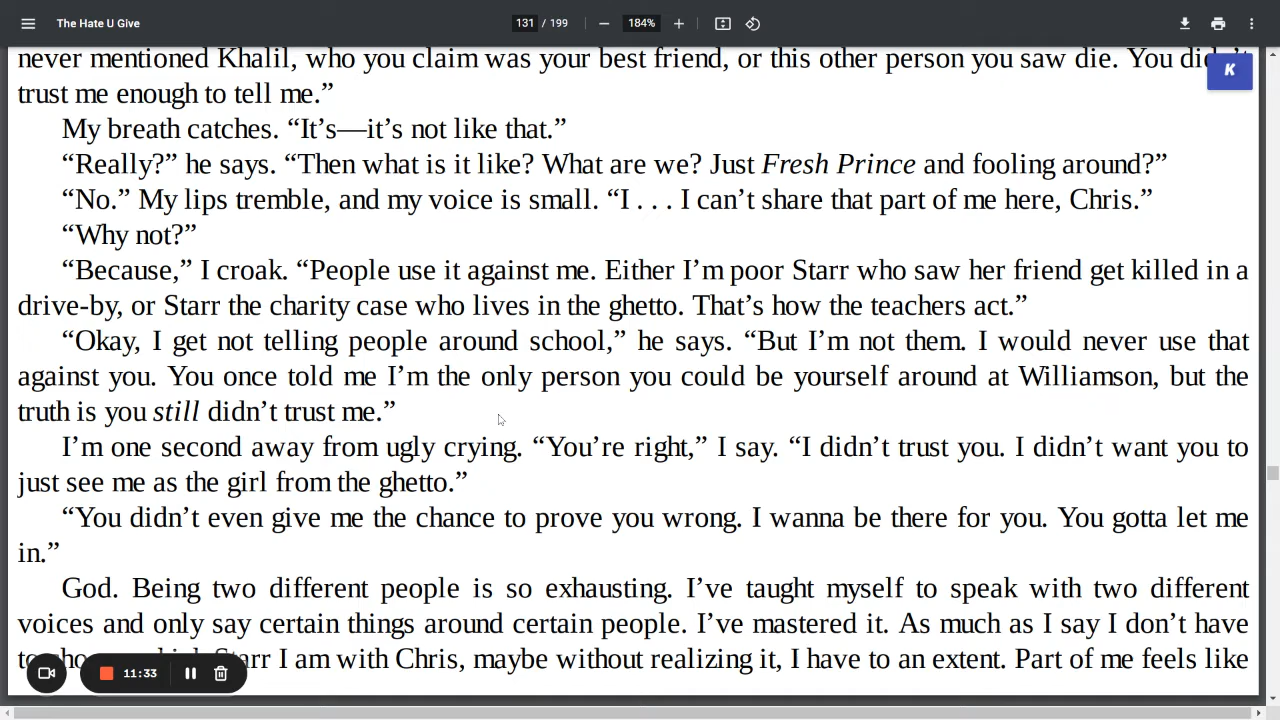 The Hate U Give
131 / 199
184%
K
never mentioned Khalil, who you claim was your best friend, or this other person you saw die. You didn’t
trust me enough to tell me.”
My breath catches. “It’s—it’s not like that.”
“Really?” he says. “Then what is it like? What are we? Just Fresh Prince and fooling around?”
“No.” My lips tremble, and my voice is small. “I . . . I can’t share that part of me here, Chris.”
“Why not?”
“Because,” I croak. “People use it against me. Either I’m poor Starr who saw her friend get killed in a
drive-by, or Starr the charity case who lives in the ghetto. That’s how the teachers act.”
“Okay, I get not telling people around school,” he says. “But I’m not them. I would never use that
against you. You once told me I’m the only person you could be yourself around at Williamson, but the
truth is you still didn’t trust me.”
I’m one second away from ugly crying. “You’re right,” I say. “I didn’t trust you. I didn’t want you to
just see me as the girl from the ghetto.”
“You didn’t even give me the chance to prove you wrong. I wanna be there for you. You gotta let me
in.”
God. Being two different people is so exhausting. I’ve taught myself to speak with two different
voices and only say certain things around certain people. I’ve mastered it. As much as I say I don’t have
Starr I am with Chris, maybe without realizing it, I have to an extent. Part of me feels like
11:33